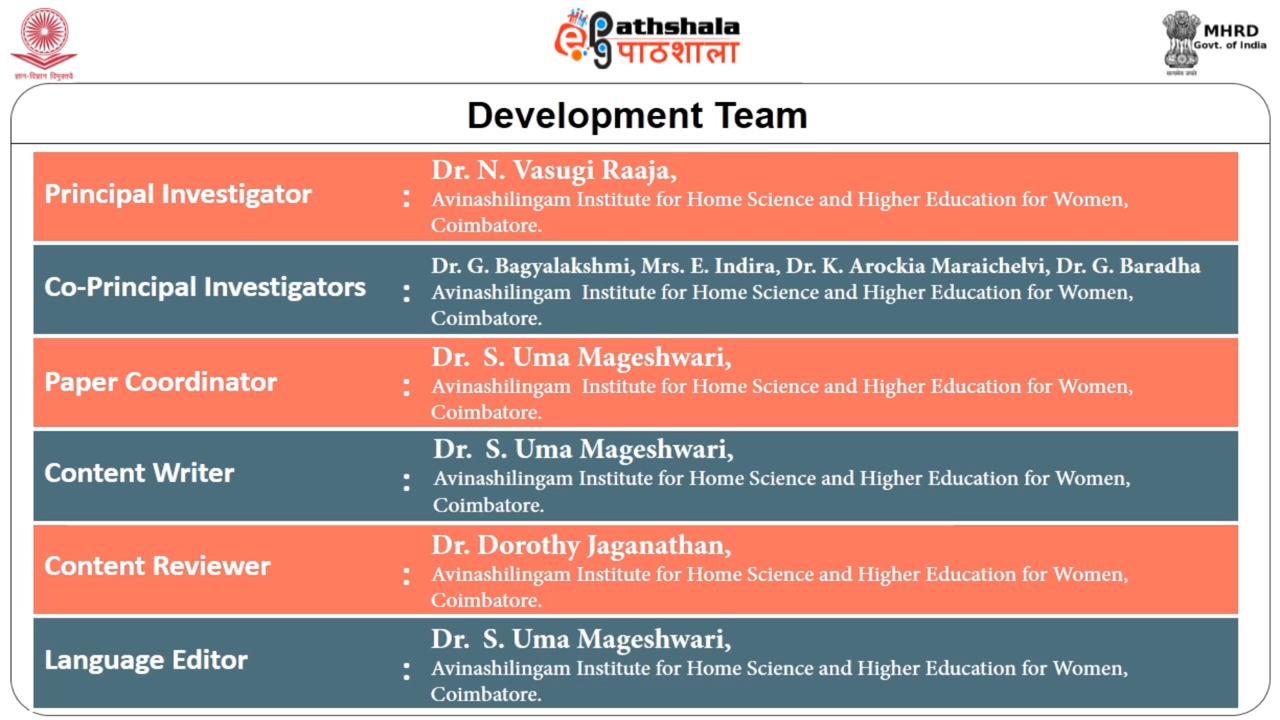 ज्ञान-विज्ञान विमुक्तये
ePathshala
पाठशाला
MHRD
Govt. of India
सत्यमेव जयते
Development Team
Principal Investigator :
Dr. N. Vasugi Raaja,
Avinashilingam Institute for Home Science and Higher Education for Women,
Coimbatore.
Co-Principal Investigators :
Dr. G. Bagyalakshmi, Mrs. E. Indira, Dr. K. Arockia Maraichelvi, Dr. G. Baradha
Avinashilingam Institute for Home Science and Higher Education for Women,
Coimbatore.
Paper Coordinator :
Dr. S. Uma Mageshwari,
Avinashilingam Institute for Home Science and Higher Education for Women,
Coimbatore.
Content Writer :
Dr. S. Uma Mageshwari,
Avinashilingam Institute for Home Science and Higher Education for Women,
Coimbatore.
Content Reviewer :
Dr. Dorothy Jaganathan,
Avinashilingam Institute for Home Science and Higher Education for Women,
Coimbatore.
Language Editor :
Dr. S. Uma Mageshwari,
Avinashilingam Institute for Home Science and Higher Education for Women,
Coimbatore.